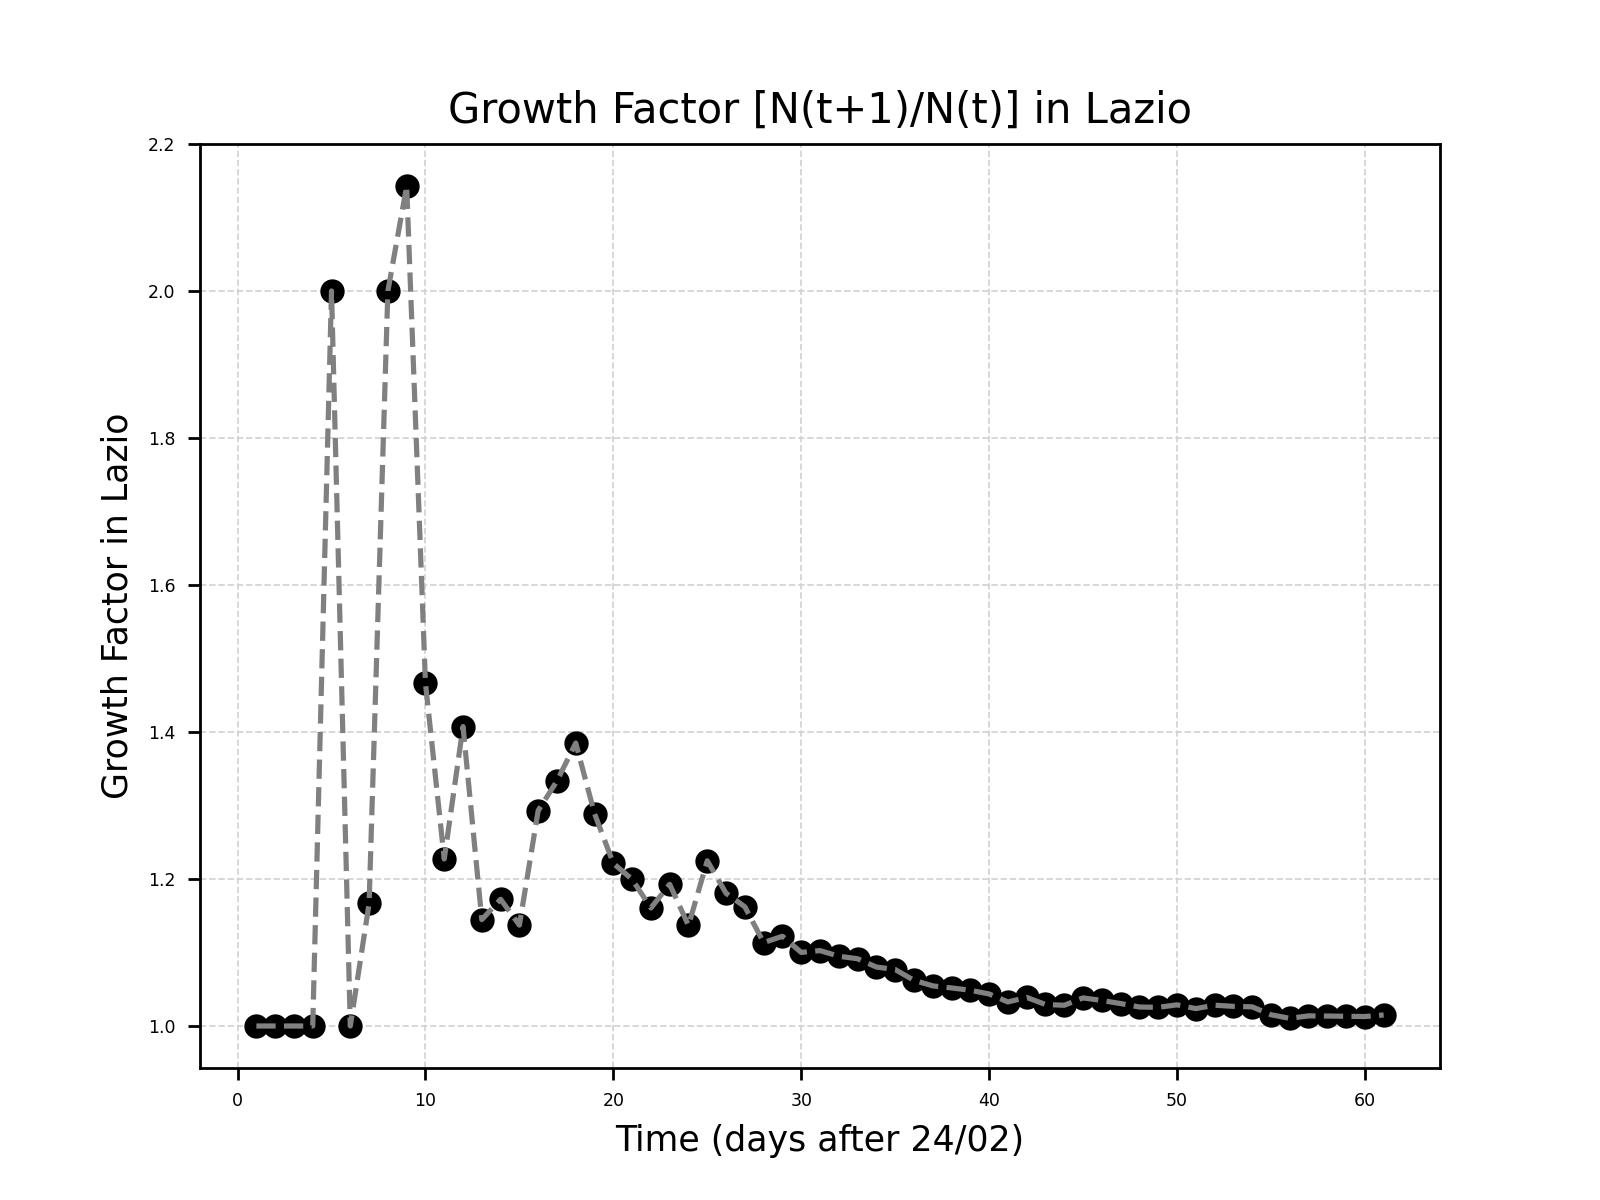 Growth Factor [N(t+1)/N(t)] in Lazio
Growth Factor in Lazio
2.2
2.0
1.8
1.6
1.4
1.2
1.0
0 10 20 30 40 50 60
Time (days after 24/02)